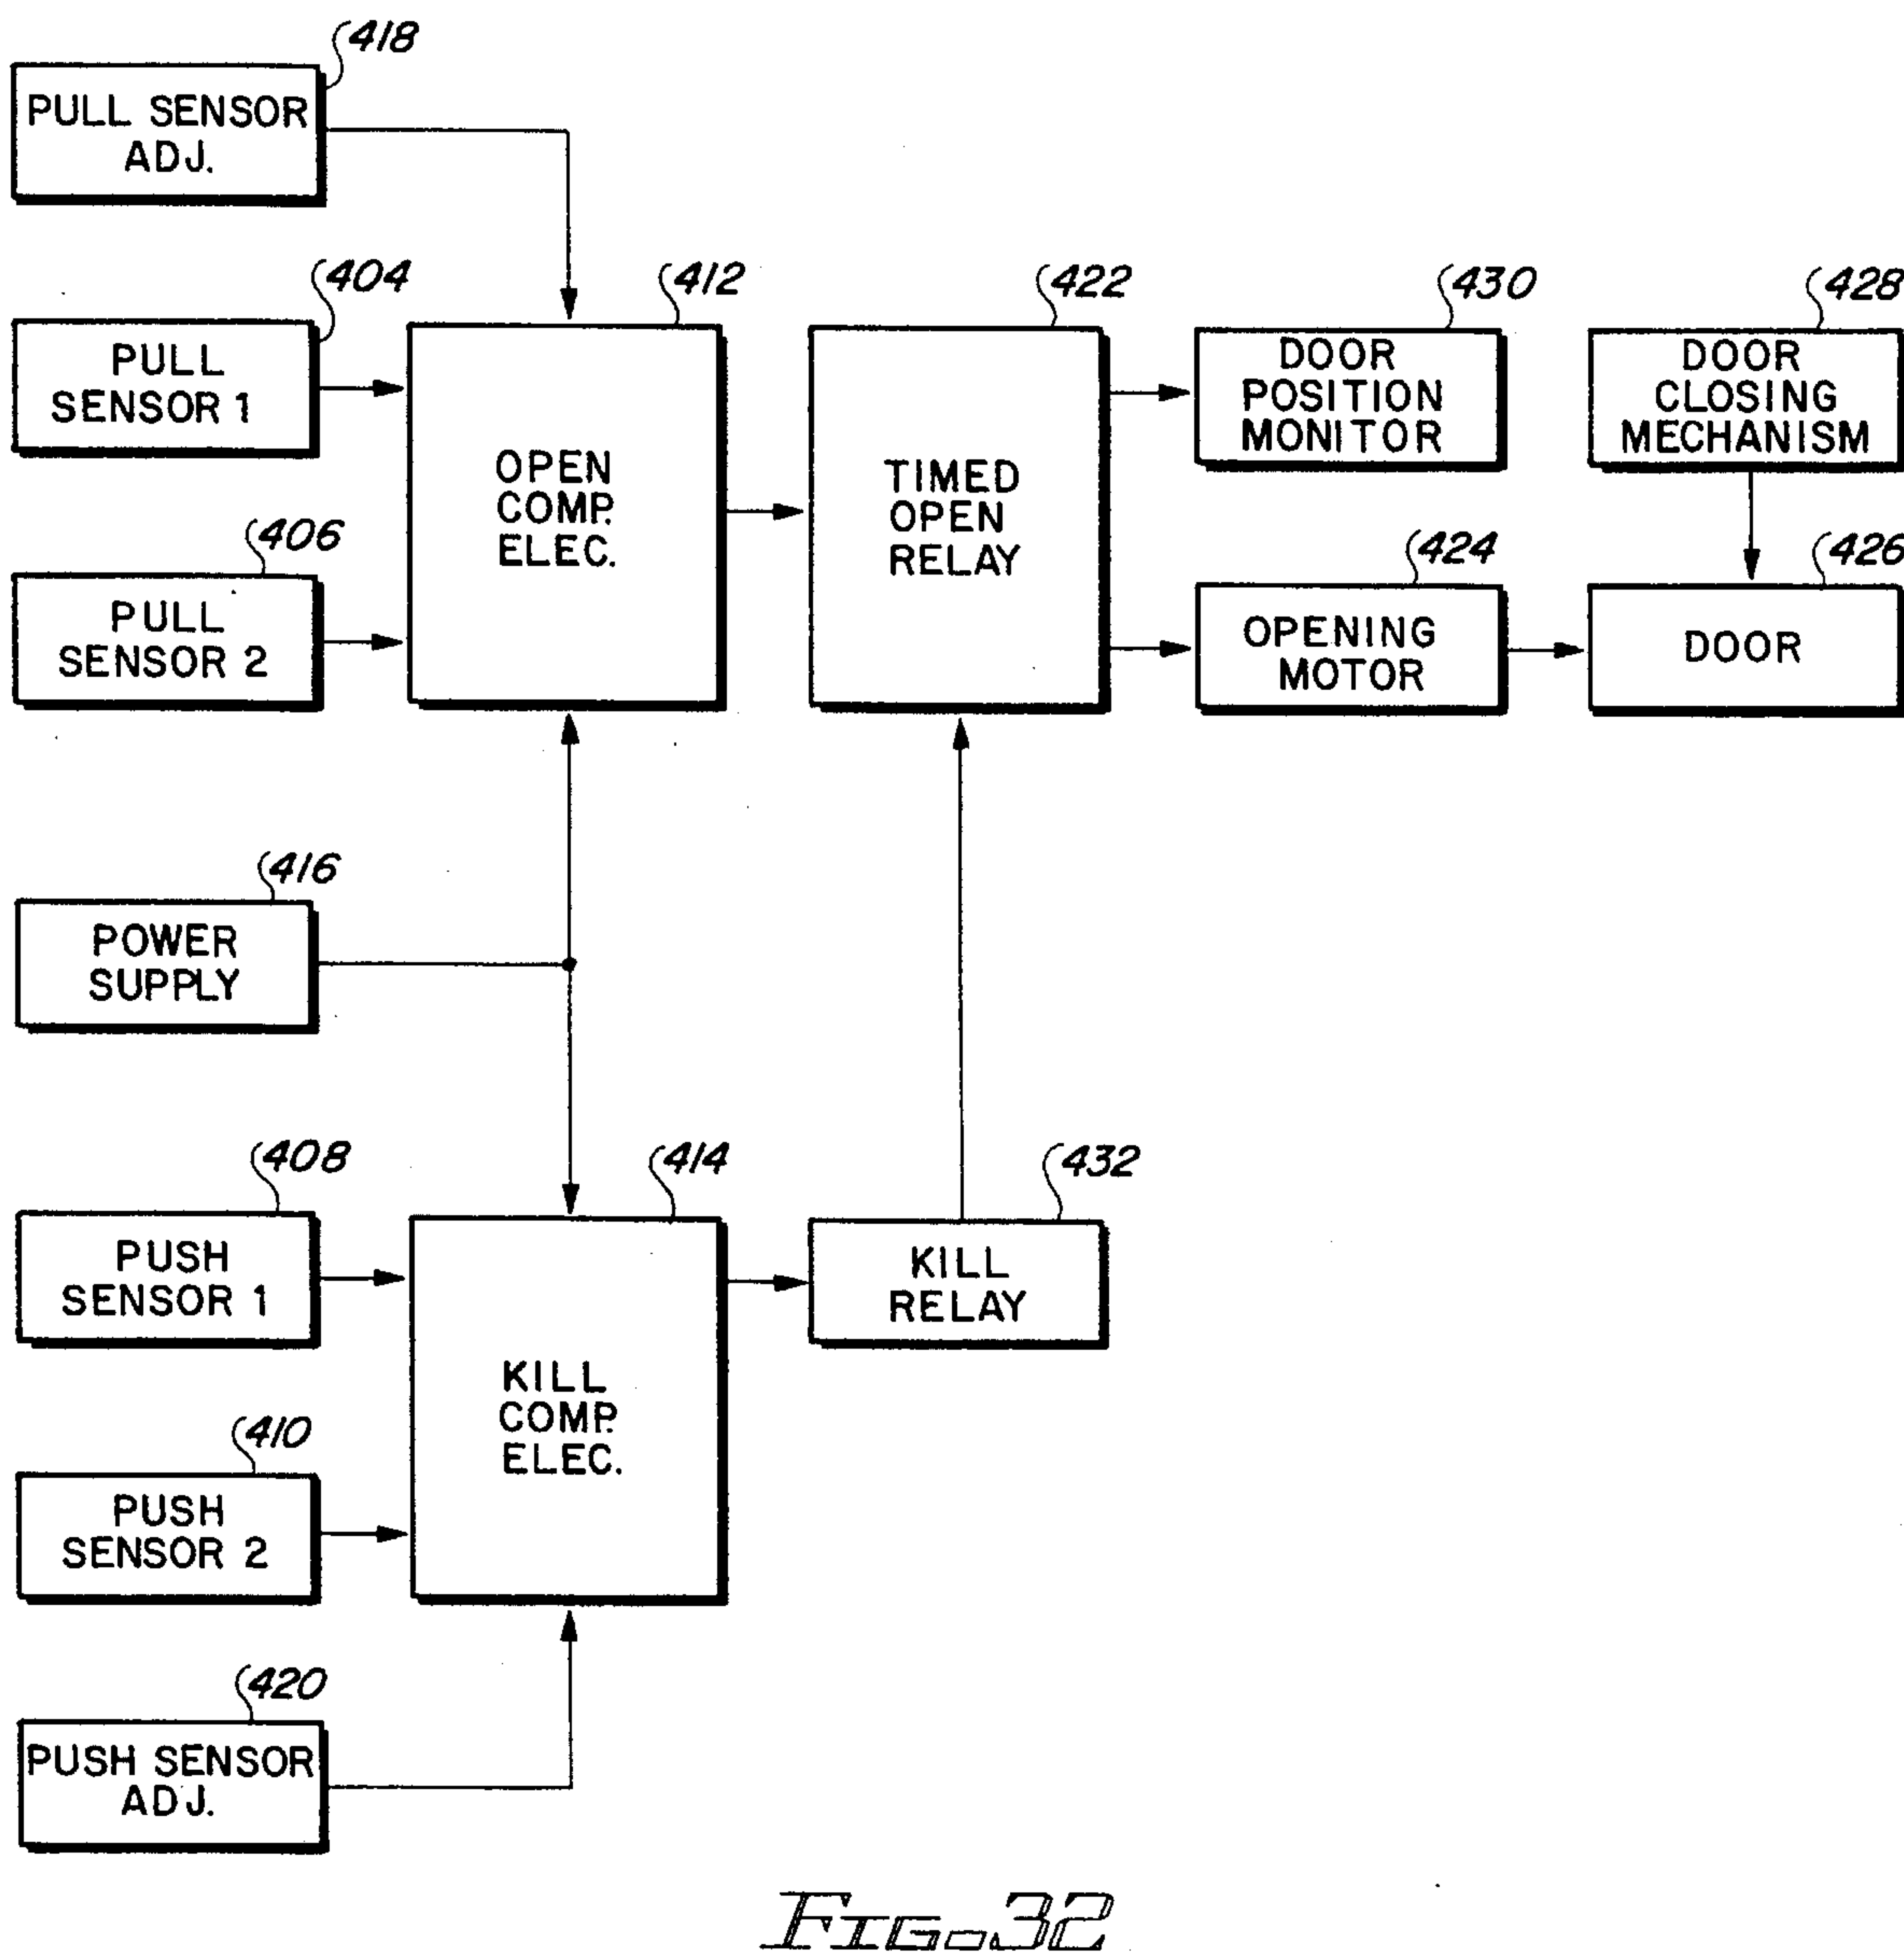 418
PULL SENSOR
ADJ.
404
PULL
SENSOR 1
412
OPEN
COMP.
ELEC.
422
TIMED
OPEN
RELAY
430
DOOR
POSITION
MONITOR
428
DOOR
CLOSING
MECHANISM
406
PULL
SENSOR 2
424
OPENING
MOTOR
426
DOOR
416
POWER
SUPPLY
408
PUSH
SENSOR 1
414
KILL
COMP.
ELEC.
432
KILL
RELAY
410
PUSH
SENSOR 2
420
PUSH SENSOR
ADJ.
FIG. 32